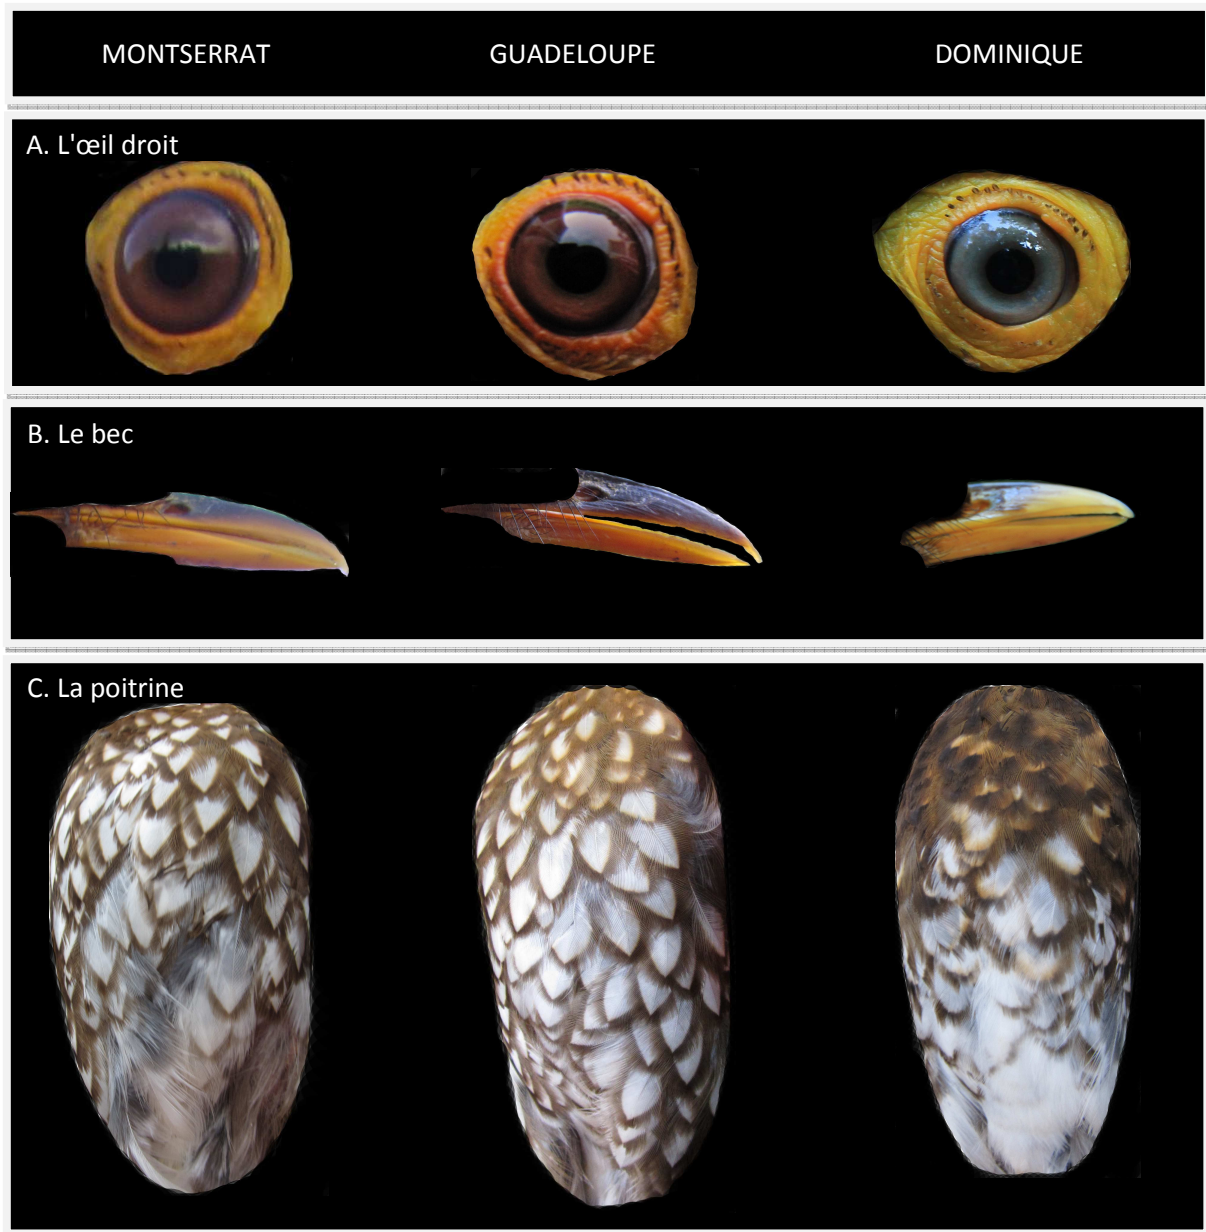 MONTSERRAT GUADELOUPE DOMINIQUE
A. L'œil droit
B. Le bec
C. La poitrine